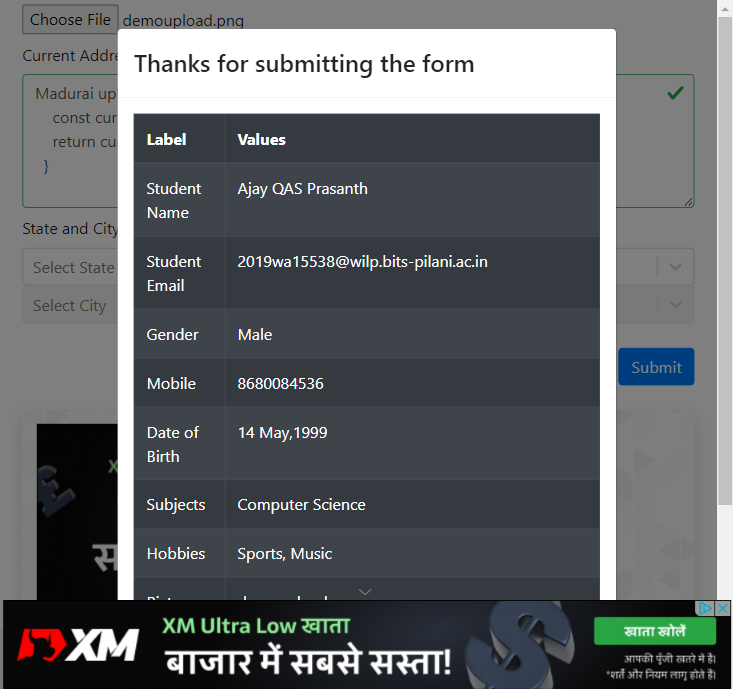 Choose File demoupload.png
Current Addre
Thanks for submitting the form
Madurai up
const cur
return cu
}
Label Values
Student Name Ajay QAS Prasanth
Student Email 2019wa15538@wilp.bits-pilani.ac.in
Gender Male
Mobile 8680084536
Date of Birth 14 May,1999
Subjects Computer Science
Hobbies Sports, Music
State and City
Select State
Select City
Submit
XM
XM Ultra Low खाता
बाजार में सबसे सस्ता!
खाता खोलें
आपकी पूँजी खतरे में है।
*शर्तें और नियम लागू होते हैं।